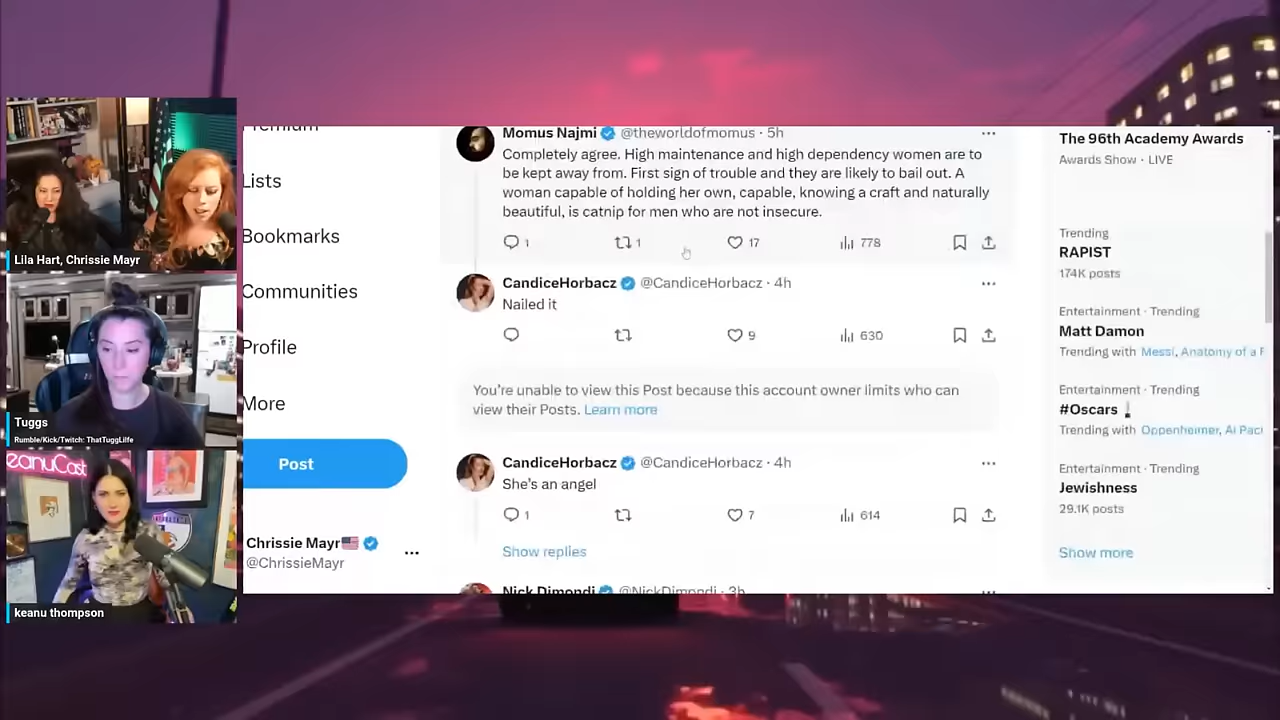 Lila Hart, Chrissie Mayr
Tuggs
Rumble/Kick/Twitch: ThatTuggLilfe
eanuCast
keanu thompson
Premium
Lists
Bookmarks
Communities
Profile
More
Post
Chrissie Mayr
@ChrissieMayr
Momus Najmi @theworldofmomus · 5h
Completely agree. High maintenance and high dependency women are to
be kept away from. First sign of trouble and they are likely to bail out. A
woman capable of holding her own, capable, knowing a craft and naturally
beautiful, is catnip for men who are not insecure.
1 1 17 778
CandiceHorbacz @CandiceHorbacz · 4h
Nailed it
9 630
You're unable to view this Post because this account owner limits who can
view their Posts. Learn more
CandiceHorbacz @CandiceHorbacz · 4h
She's an angel
1 7 614
Show replies
Nick Dimondi @NickDimondi · 3h
The 96th Academy Awards
Awards Show · LIVE
Trending
RAPIST
174K posts
Entertainment · Trending
Matt Damon
Trending with Messi, Anatomy of a F
Entertainment · Trending
#Oscars
Trending with Oppenheimer, Al Paci
Entertainment · Trending
Jewishness
29.1K posts
Show more